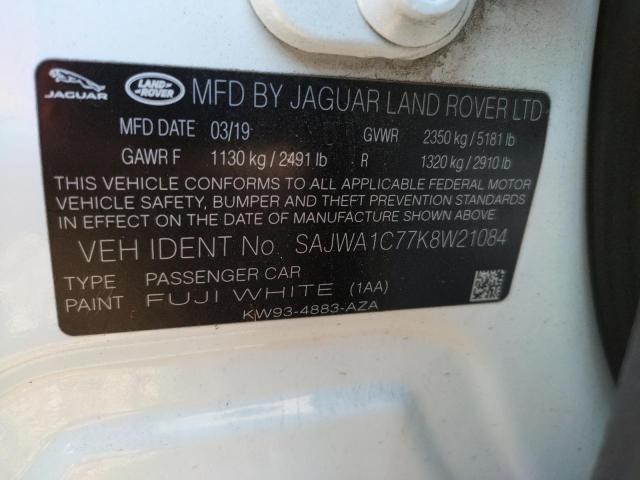 JAGUAR LAND ROVER MFD BY JAGUAR LAND ROVER LTD
MFD DATE 03/19 GVWR 2350 kg / 5181 lb
GAWR F 1130 kg / 2491 lb R 1320 kg / 2910 lb
THIS VEHICLE CONFORMS TO ALL APPLICABLE FEDERAL MOTOR
VEHICLE SAFETY, BUMPER AND THEFT PREVENTION STANDARDS
IN EFFECT ON THE DATE OF MANUFACTURE SHOWN ABOVE.
VEH IDENT No. SAJWA1C77K8W21084
TYPE PASSENGER CAR
PAINT FUJI WHITE (1AA)
KW93-4883-AZA